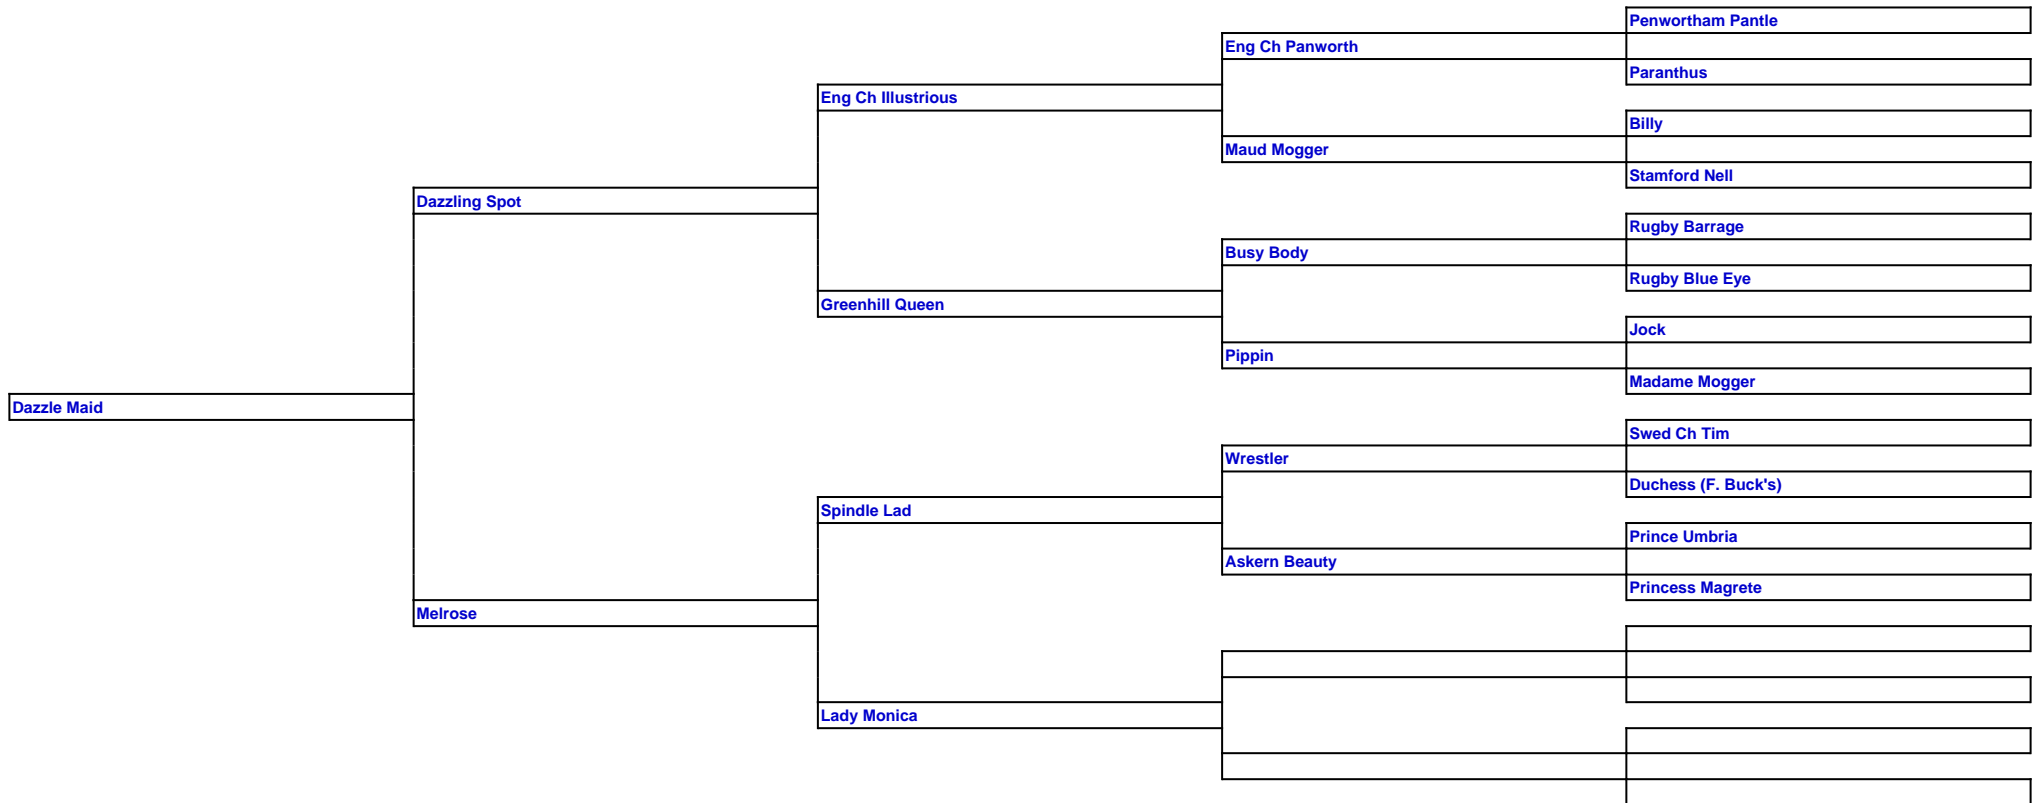 Penwortham Pantle
Eng Ch Panworth
Paranthus
Eng Ch Illustrious
Billy
Maud Mogger
Stamford Nell
Dazzling Spot
Rugby Barrage
Busy Body
Rugby Blue Eye
Greenhill Queen
Jock
Pippin
Madame Mogger
Dazzle Maid
Swed Ch Tim
Wrestler
Duchess (F. Buck's)
Spindle Lad
Prince Umbria
Askern Beauty
Princess Magrete
Melrose
Lady Monica